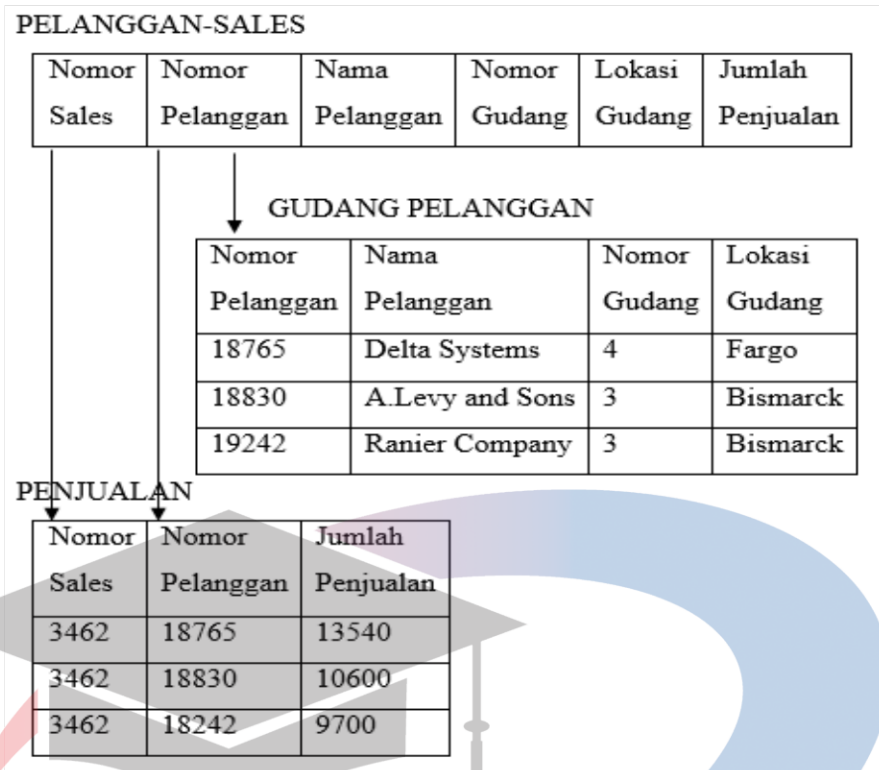 PELANGGAN-SALES
Nomor Nomor Nama Nomor Lokasi Jumlah
Sales Pelanggan Pelanggan Gudang Gudang Penjualan
GUDANG PELANGGAN
Nomor Nama Nomor Lokasi
Pelanggan Pelanggan Gudang Gudang
18765 Delta Systems 4 Fargo
18830 A.Levy and Sons 3 Bismarck
19242 Ranier Company 3 Bismarck
PENJUALAN
Nomor Nomor Jumlah
Sales Pelanggan Penjualan
3462 18765 13540
3462 18830 10600
3462 18242 9700